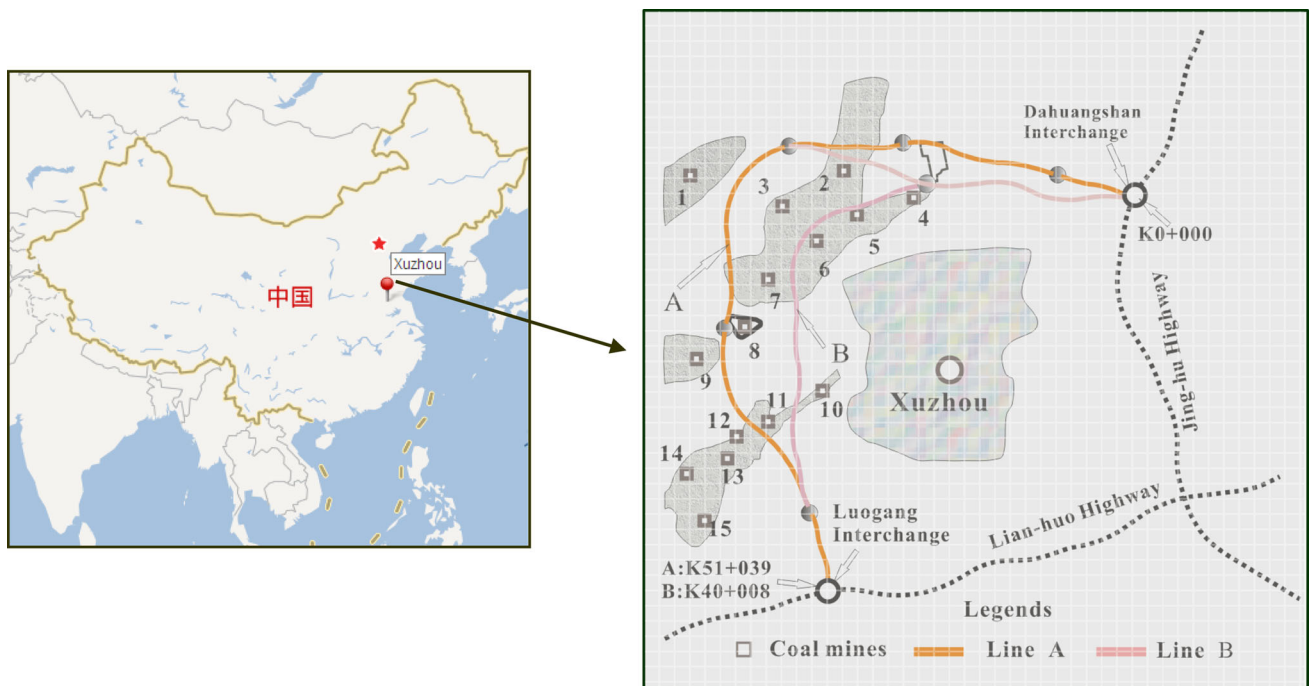 Xuzhou
中国
Dahuangshan
Interchange
K0+000
1
2
3
4
5
6
7
8
9
10
11
12
13
14
15
A
B
Xuzhou
Jing-hu Highway
Lian-huo Highway
Luogang
Interchange
A:K51+039
B:K40+008
Legends
Coal mines
Line A
Line B